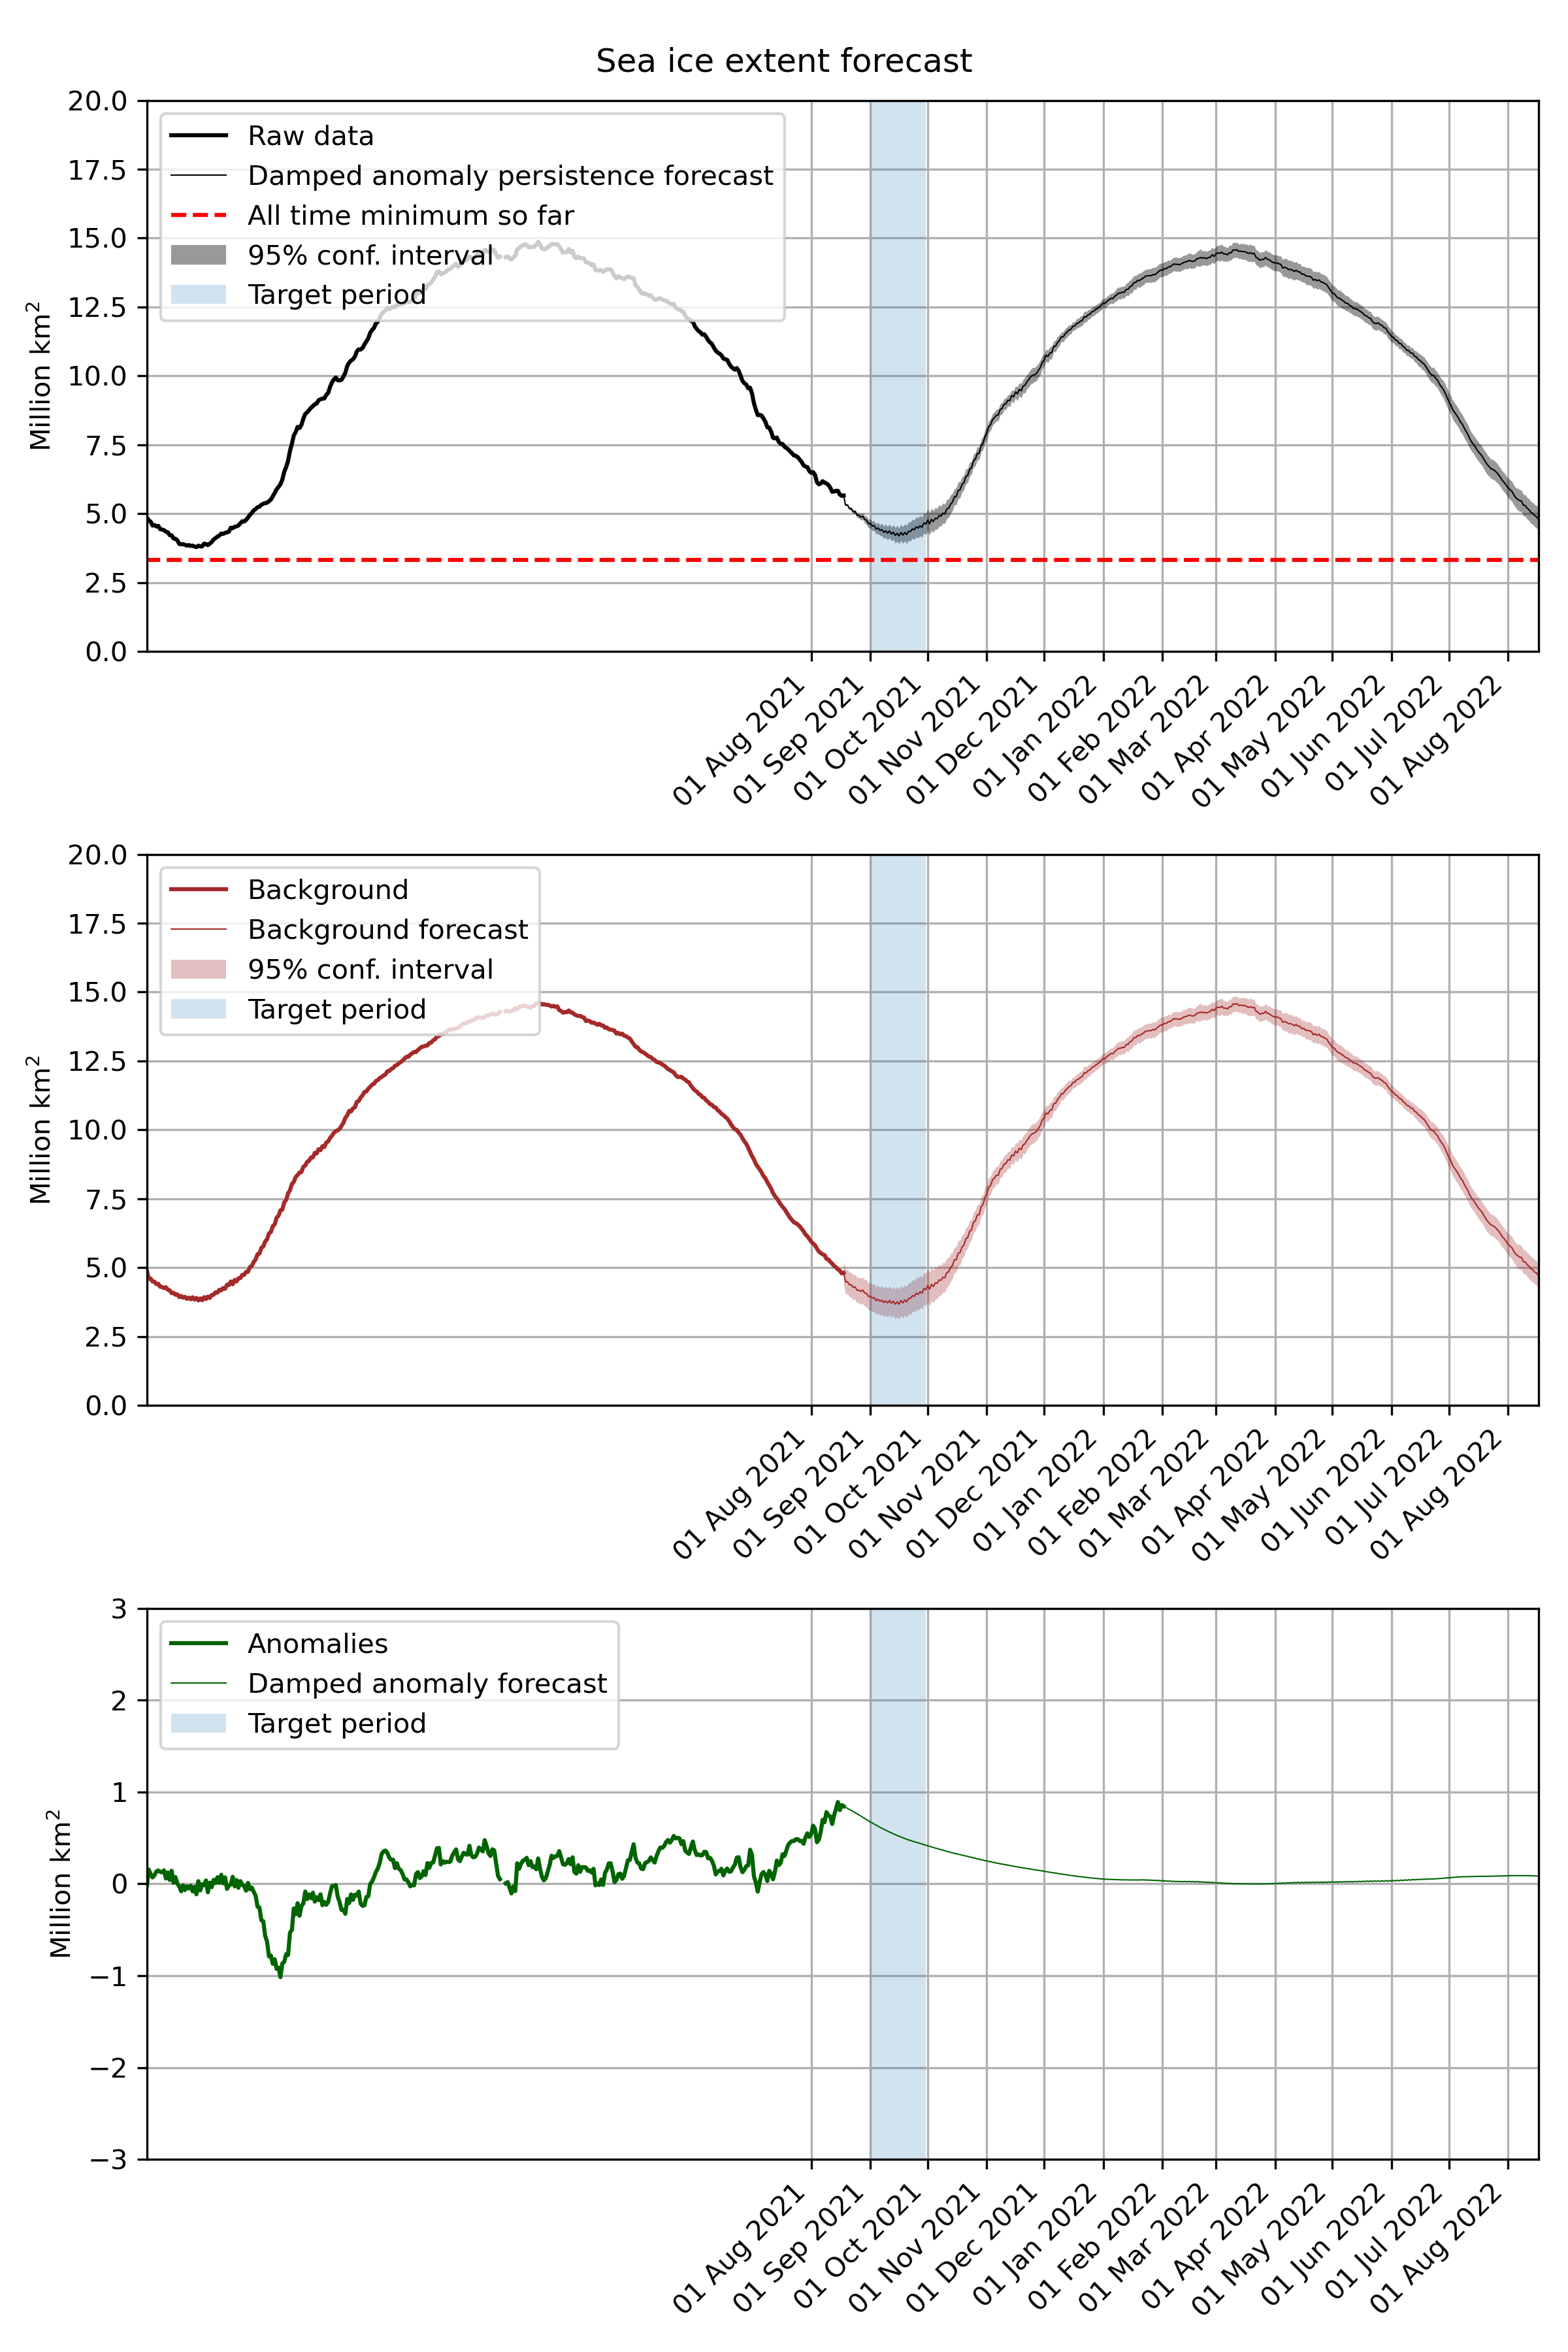 Sea ice extent forecast
20.0
17.5
15.0
12.5
10.0
7.5
5.0
2.5
0.0
Million km²
Raw data
Damped anomaly persistence forecast
All time minimum so far
95% conf. interval
Target period
01 Aug 2021
01 Sep 2021
01 Oct 2021
01 Nov 2021
01 Dec 2021
01 Jan 2022
01 Feb 2022
01 Mar 2022
01 Apr 2022
01 May 2022
01 Jun 2022
01 Jul 2022
01 Aug 2022
20.0
17.5
15.0
12.5
10.0
7.5
5.0
2.5
0.0
Million km²
Background
Background forecast
95% conf. interval
Target period
01 Aug 2021
01 Sep 2021
01 Oct 2021
01 Nov 2021
01 Dec 2021
01 Jan 2022
01 Feb 2022
01 Mar 2022
01 Apr 2022
01 May 2022
01 Jun 2022
01 Jul 2022
01 Aug 2022
3
2
1
0
−1
−2
−3
Million km²
Anomalies
Damped anomaly forecast
Target period
01 Aug 2021
01 Sep 2021
01 Oct 2021
01 Nov 2021
01 Dec 2021
01 Jan 2022
01 Feb 2022
01 Mar 2022
01 Apr 2022
01 May 2022
01 Jun 2022
01 Jul 2022
01 Aug 2022